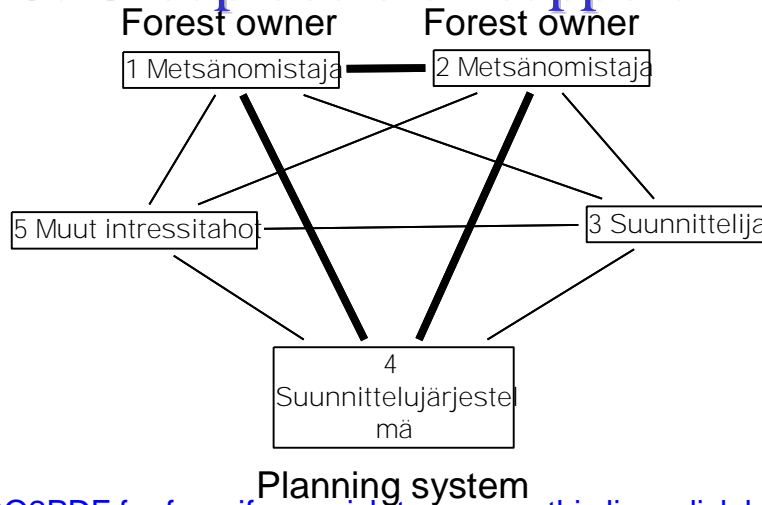 Forest owner Forest owner
1 Metsänomistaja 2 Metsänomistaja
5 Muut intressitahot 3 Suunnittelija
4
Suunnittelujärjestel
mä
Planning system